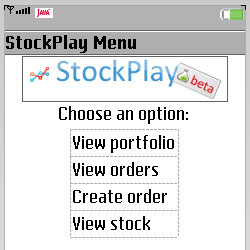 Java
StockPlay Menu
StockPlay
beta
Choose an option:
View portfolio
View orders
Create order
View stock